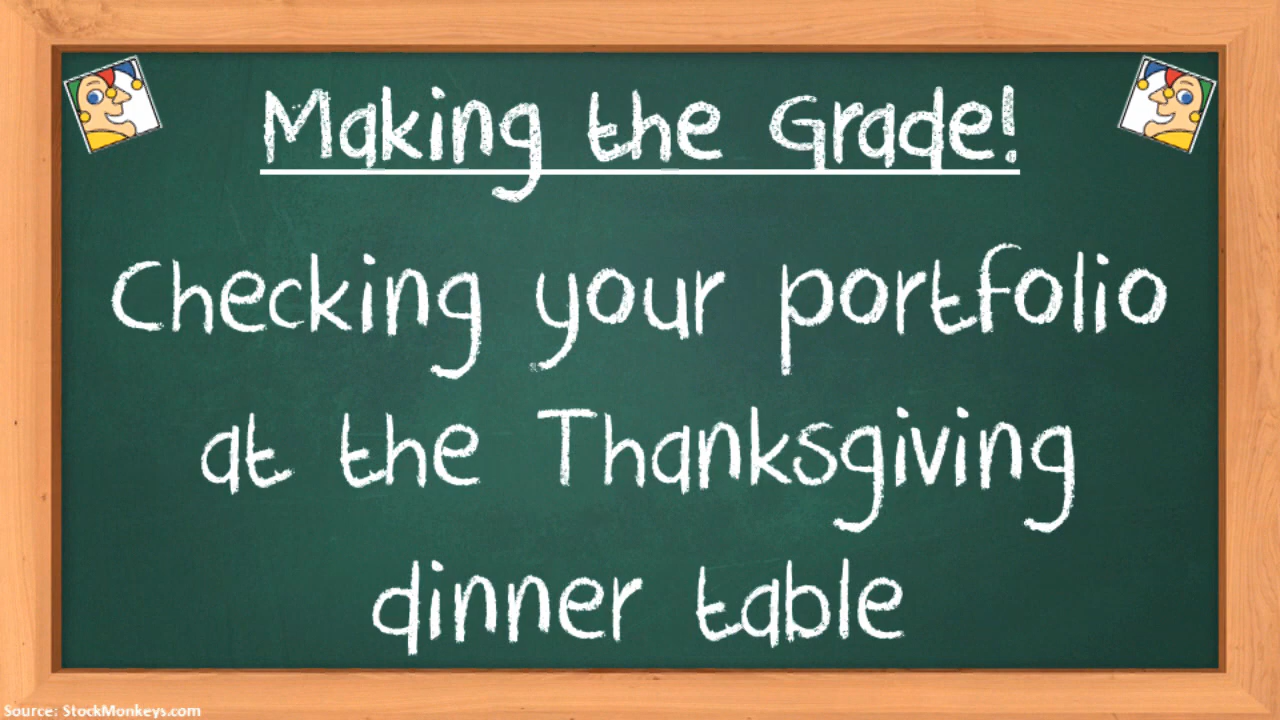 Making the Grade!
Checking your portfolio
at the Thanksgiving
dinner table
Source: StockMonkeys.com